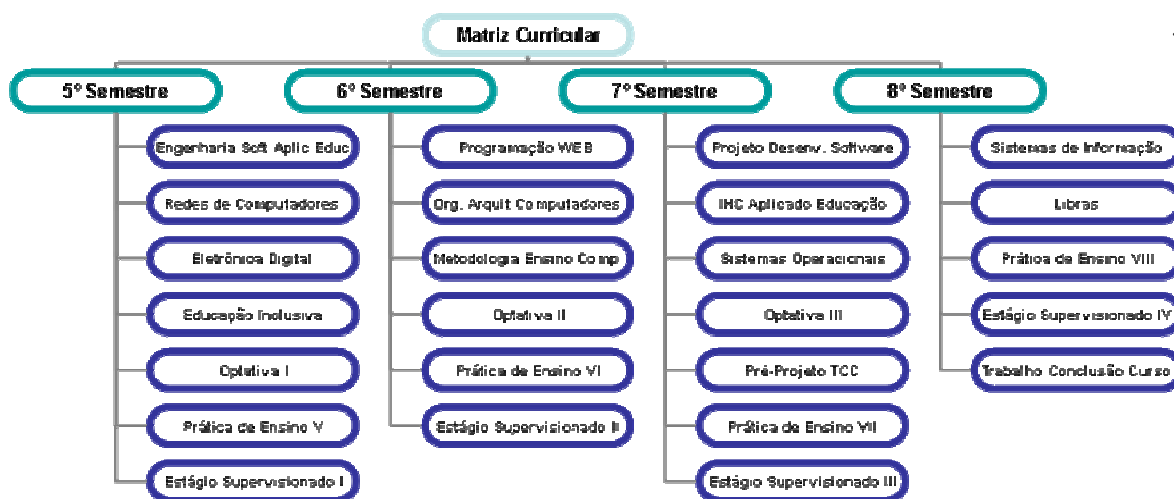 Matriz Curricular
5º Semestre
Engenharia Soft Aplic Educ
Redes de Computadores
Eletrônica Digital
Educação Inclusiva
Optativa I
Prática de Ensino V
Estágio Supervisionado I
6º Semestre
Programação WEB
Org. Arquit Computadores
Metodologia Ensino Comp
Optativa II
Prática de Ensino VI
Estágio Supervisionado II
7º Semestre
Projeto Desenv. Software
IHC Aplicado Educação
Sistemas Operacionais
Optativa III
Pré-Projeto TCC
Prática de Ensino VII
Estágio Supervisionado III
8º Semestre
Sistemas de Informação
Libras
Prática de Ensino VIII
Estágio Supervisionado IV
Trabalho Conclusão Curso